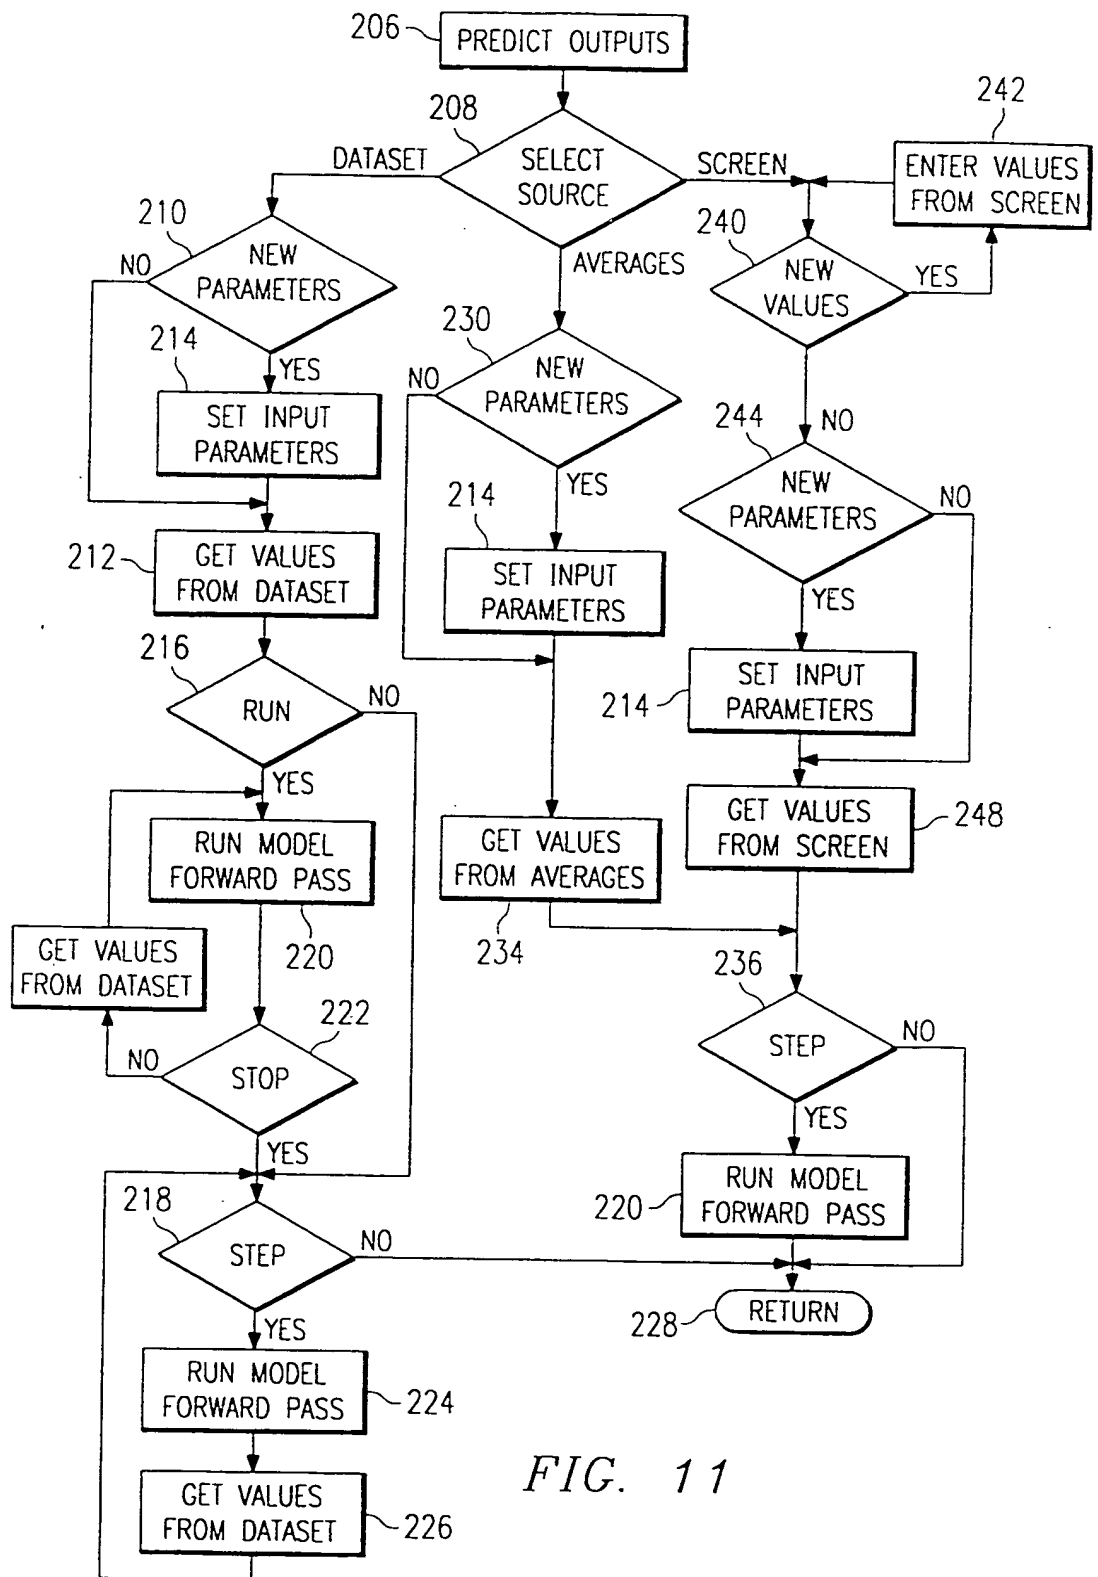 206
PREDICT OUTPUTS
208
SELECT
SOURCE
DATASET
SCREEN
AVERAGES
242
ENTER VALUES
FROM SCREEN
210
NEW
PARAMETERS
NO
YES
240
NEW
VALUES
YES
NO
214
SET INPUT
PARAMETERS
230
NEW
PARAMETERS
NO
YES
244
NEW
PARAMETERS
NO
YES
212
GET VALUES
FROM DATASET
214
SET INPUT
PARAMETERS
214
SET INPUT
PARAMETERS
216
RUN
NO
YES
RUN MODEL
FORWARD PASS
220
GET VALUES
FROM AVERAGES
234
GET VALUES
FROM SCREEN
248
GET VALUES
FROM DATASET
222
STOP
NO
YES
236
STEP
NO
YES
220
RUN MODEL
FORWARD PASS
218
STEP
NO
YES
228
RETURN
RUN MODEL
FORWARD PASS
224
GET VALUES
FROM DATASET
226
FIG. 11